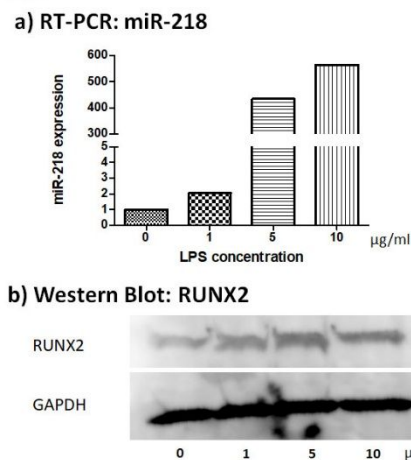 a) RT-PCR: miR-218
miR-218 expression
600
500
400
300
5
4
3
2
1
0
0 1 5 10 μg/ml
LPS concentration
b) Western Blot: RUNX2
RUNX2
GAPDH
0 1 5 10 μ